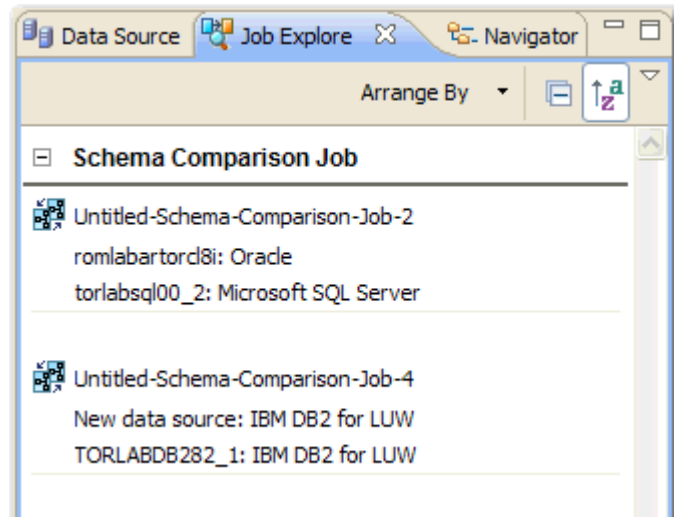 Data Source Job Explore Navigator
Arrange By
Schema Comparison Job
Untitled-Schema-Comparison-Job-2
romlabartorcl8i: Oracle
torlabsql00_2: Microsoft SQL Server
Untitled-Schema-Comparison-Job-4
New data source: IBM DB2 for LUW
TORLABDB282_1: IBM DB2 for LUW